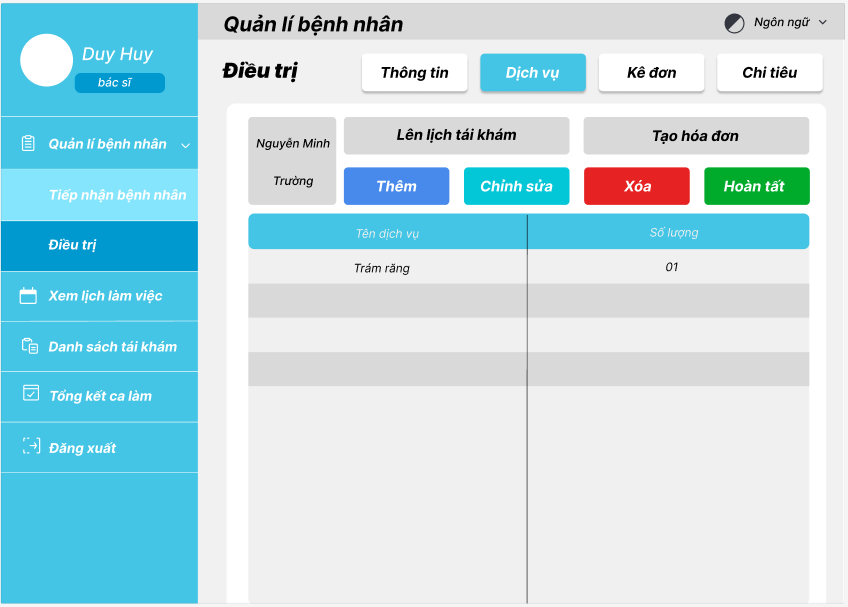 Duy Huy
bác sĩ
Quản lí bệnh nhân
Tiếp nhận bệnh nhân
Điều trị
Xem lịch làm việc
Danh sách tái khám
Tổng kết ca làm
Đăng xuất
Quản lí bệnh nhân
Ngôn ngữ
Điều trị
Thông tin
Dịch vụ
Kê đơn
Chi tiêu
Nguyễn Minh
Trường
Lên lịch tái khám
Tạo hóa đơn
Thêm
Chỉnh sửa
Xóa
Hoàn tất
Tên dịch vụ
Số lượng
Trám răng
01